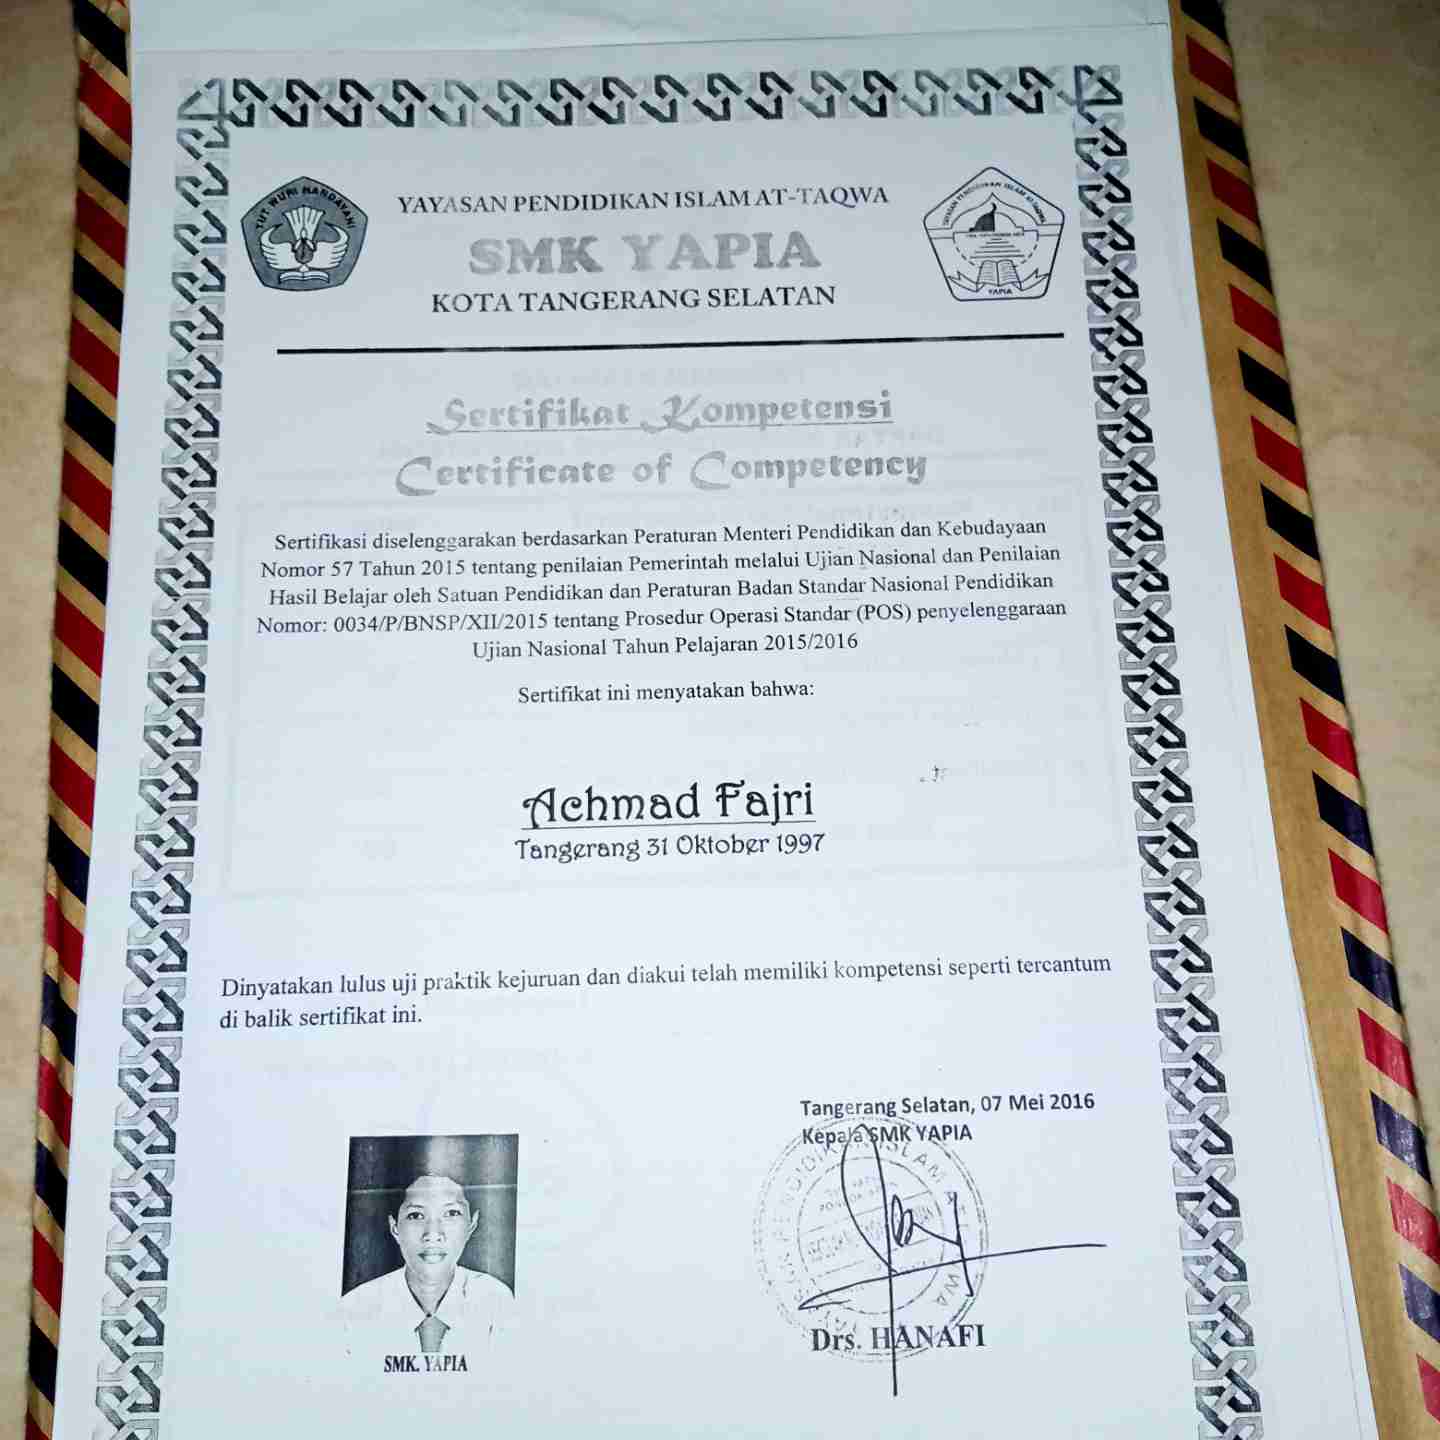 TUT WURI HANDAYANI
YAYASAN PENDIDIKAN ISLAM AT-TAQWA
SMK YAPIA
KOTA TANGERANG SELATAN
YAPIA
Sertifikat Kompetensi
Certificate of Competency
Sertifikasi diselenggarakan berdasarkan Peraturan Menteri Pendidikan dan Kebudayaan
Nomor 57 Tahun 2015 tentang penilaian Pemerintah melalui Ujian Nasional dan Penilaian
Hasil Belajar oleh Satuan Pendidikan dan Peraturan Badan Standar Nasional Pendidikan
Nomor: 0034/P/BNSP/XII/2015 tentang Prosedur Operasi Standar (POS) penyelenggaraan
Ujian Nasional Tahun Pelajaran 2015/2016
Sertifikat ini menyatakan bahwa:
Achmad Fajri
Tangerang 31 Oktober 1997
Dinyatakan lulus uji praktik kejuruan dan diakui telah memiliki kompetensi seperti tercantum
di balik sertifikat ini.
Tangerang Selatan, 07 Mei 2016
Kepala SMK YAPIA
Drs. HANAFI
SMK. YAPIA